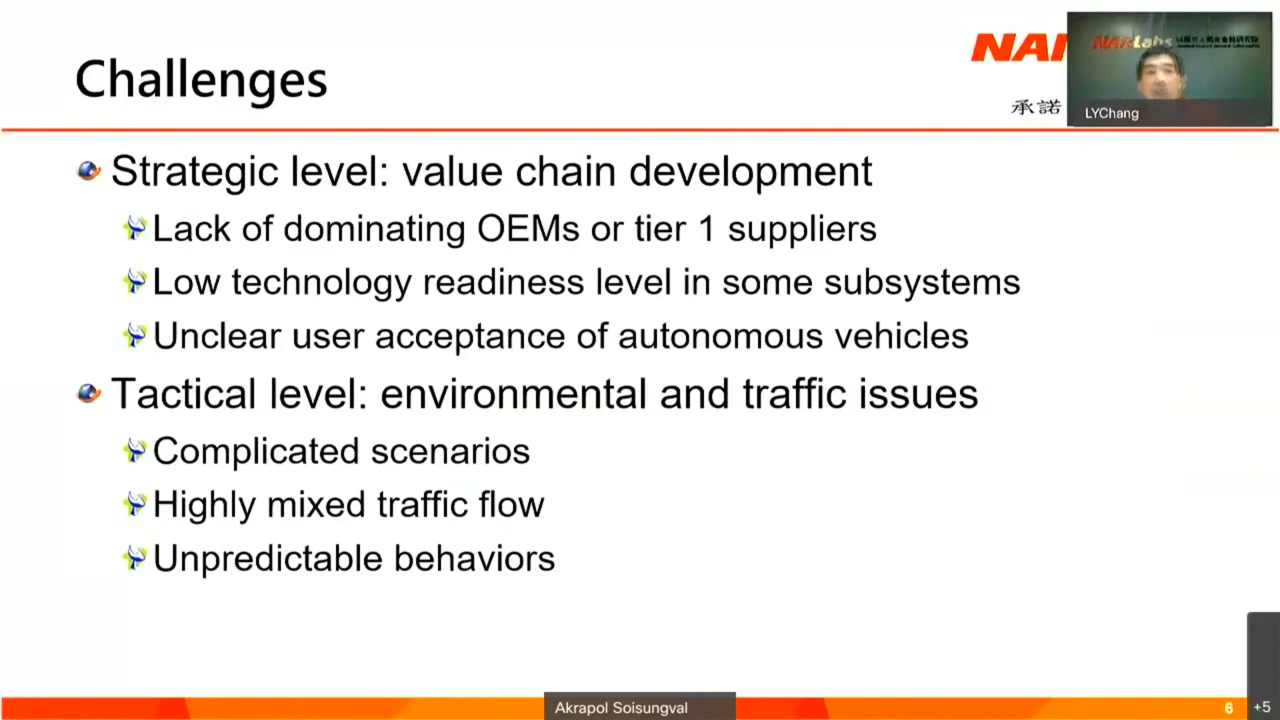 Challenges
NAR
承諾
NARLabs
LYChang
Strategic level: value chain development
Lack of dominating OEMs or tier 1 suppliers
Low technology readiness level in some subsystems
Unclear user acceptance of autonomous vehicles
Tactical level: environmental and traffic issues
Complicated scenarios
Highly mixed traffic flow
Unpredictable behaviors
Akrapol Soisungval
6
+5